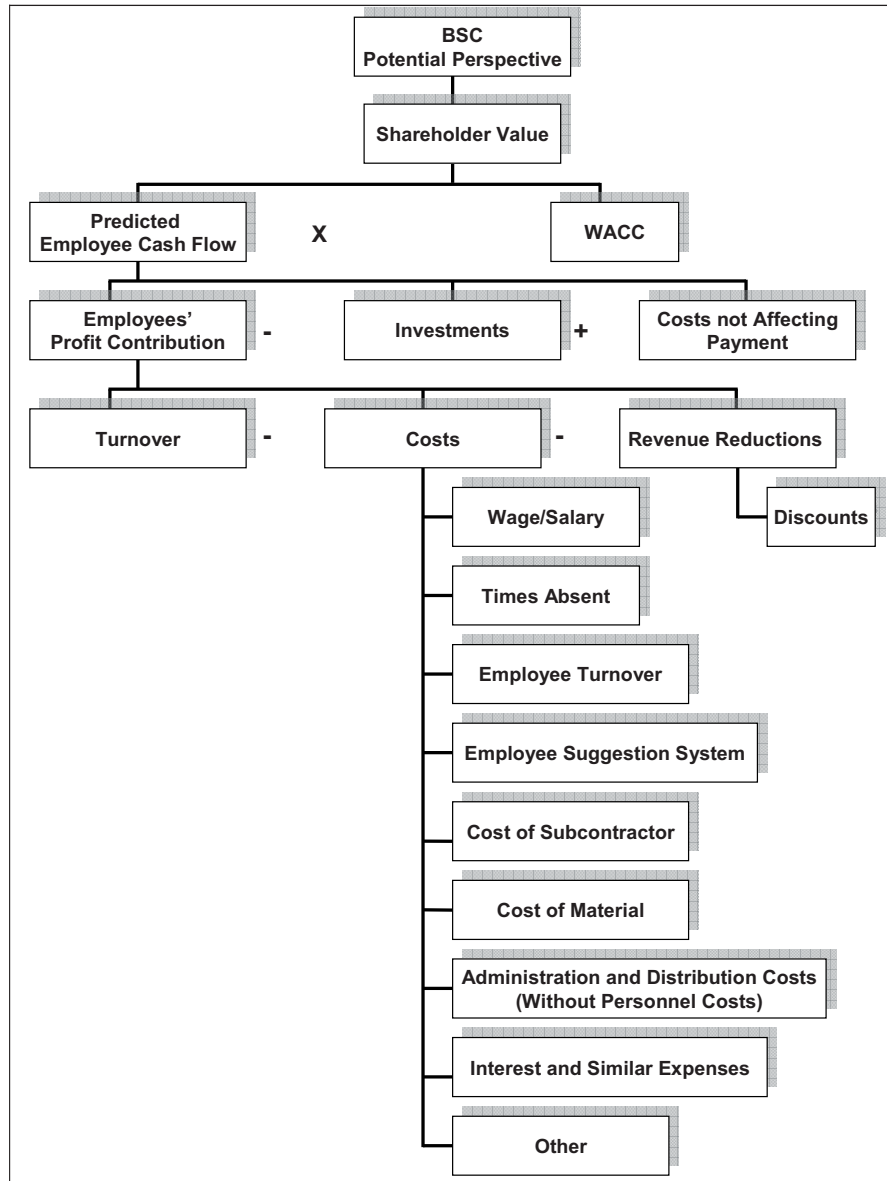 BSC
Potential Perspective
Shareholder Value
Predicted
Employee Cash Flow
X
WACC
Employees'
Profit Contribution
-
Investments
+
Costs not Affecting
Payment
Turnover
-
Costs
-
Revenue Reductions
Wage/Salary
Discounts
Times Absent
Employee Turnover
Employee Suggestion System
Cost of Subcontractor
Cost of Material
Administration and Distribution Costs
(Without Personnel Costs)
Interest and Similar Expenses
Other